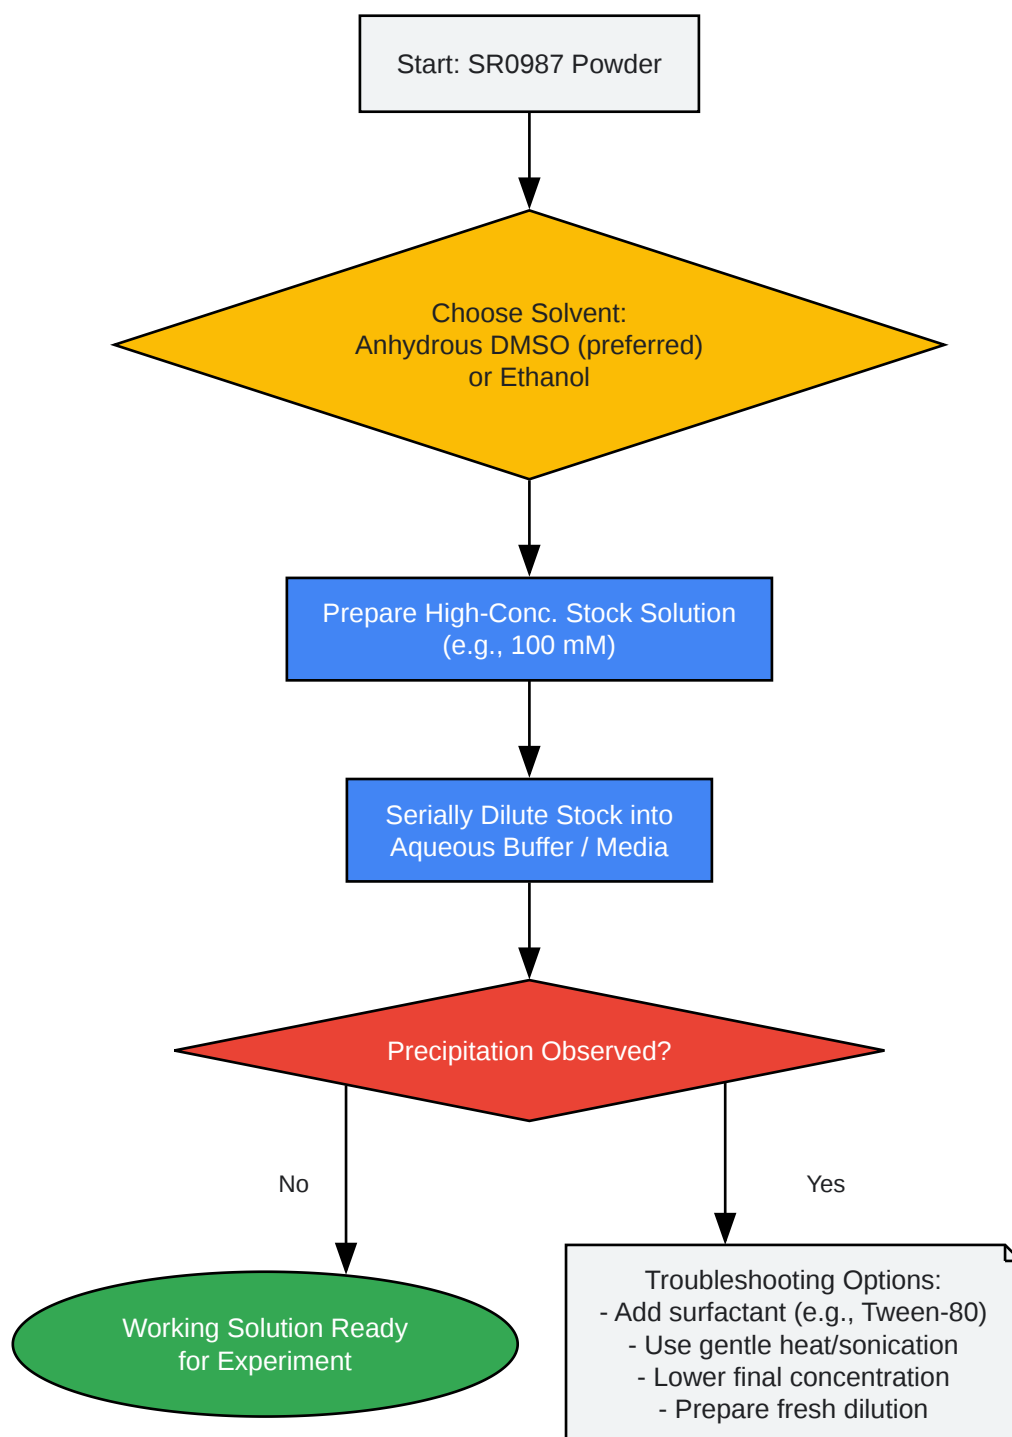 Start: SR0987 Powder
Choose Solvent:
Anhydrous DMSO (preferred)
or Ethanol
Prepare High-Conc. Stock Solution
(e.g., 100 mM)
Serially Dilute Stock into
Aqueous Buffer / Media
Precipitation Observed?
No
Yes
Working Solution Ready
for Experiment
Troubleshooting Options:
- Add surfactant (e.g., Tween-80)
- Use gentle heat/sonication
- Lower final concentration
- Prepare fresh dilution